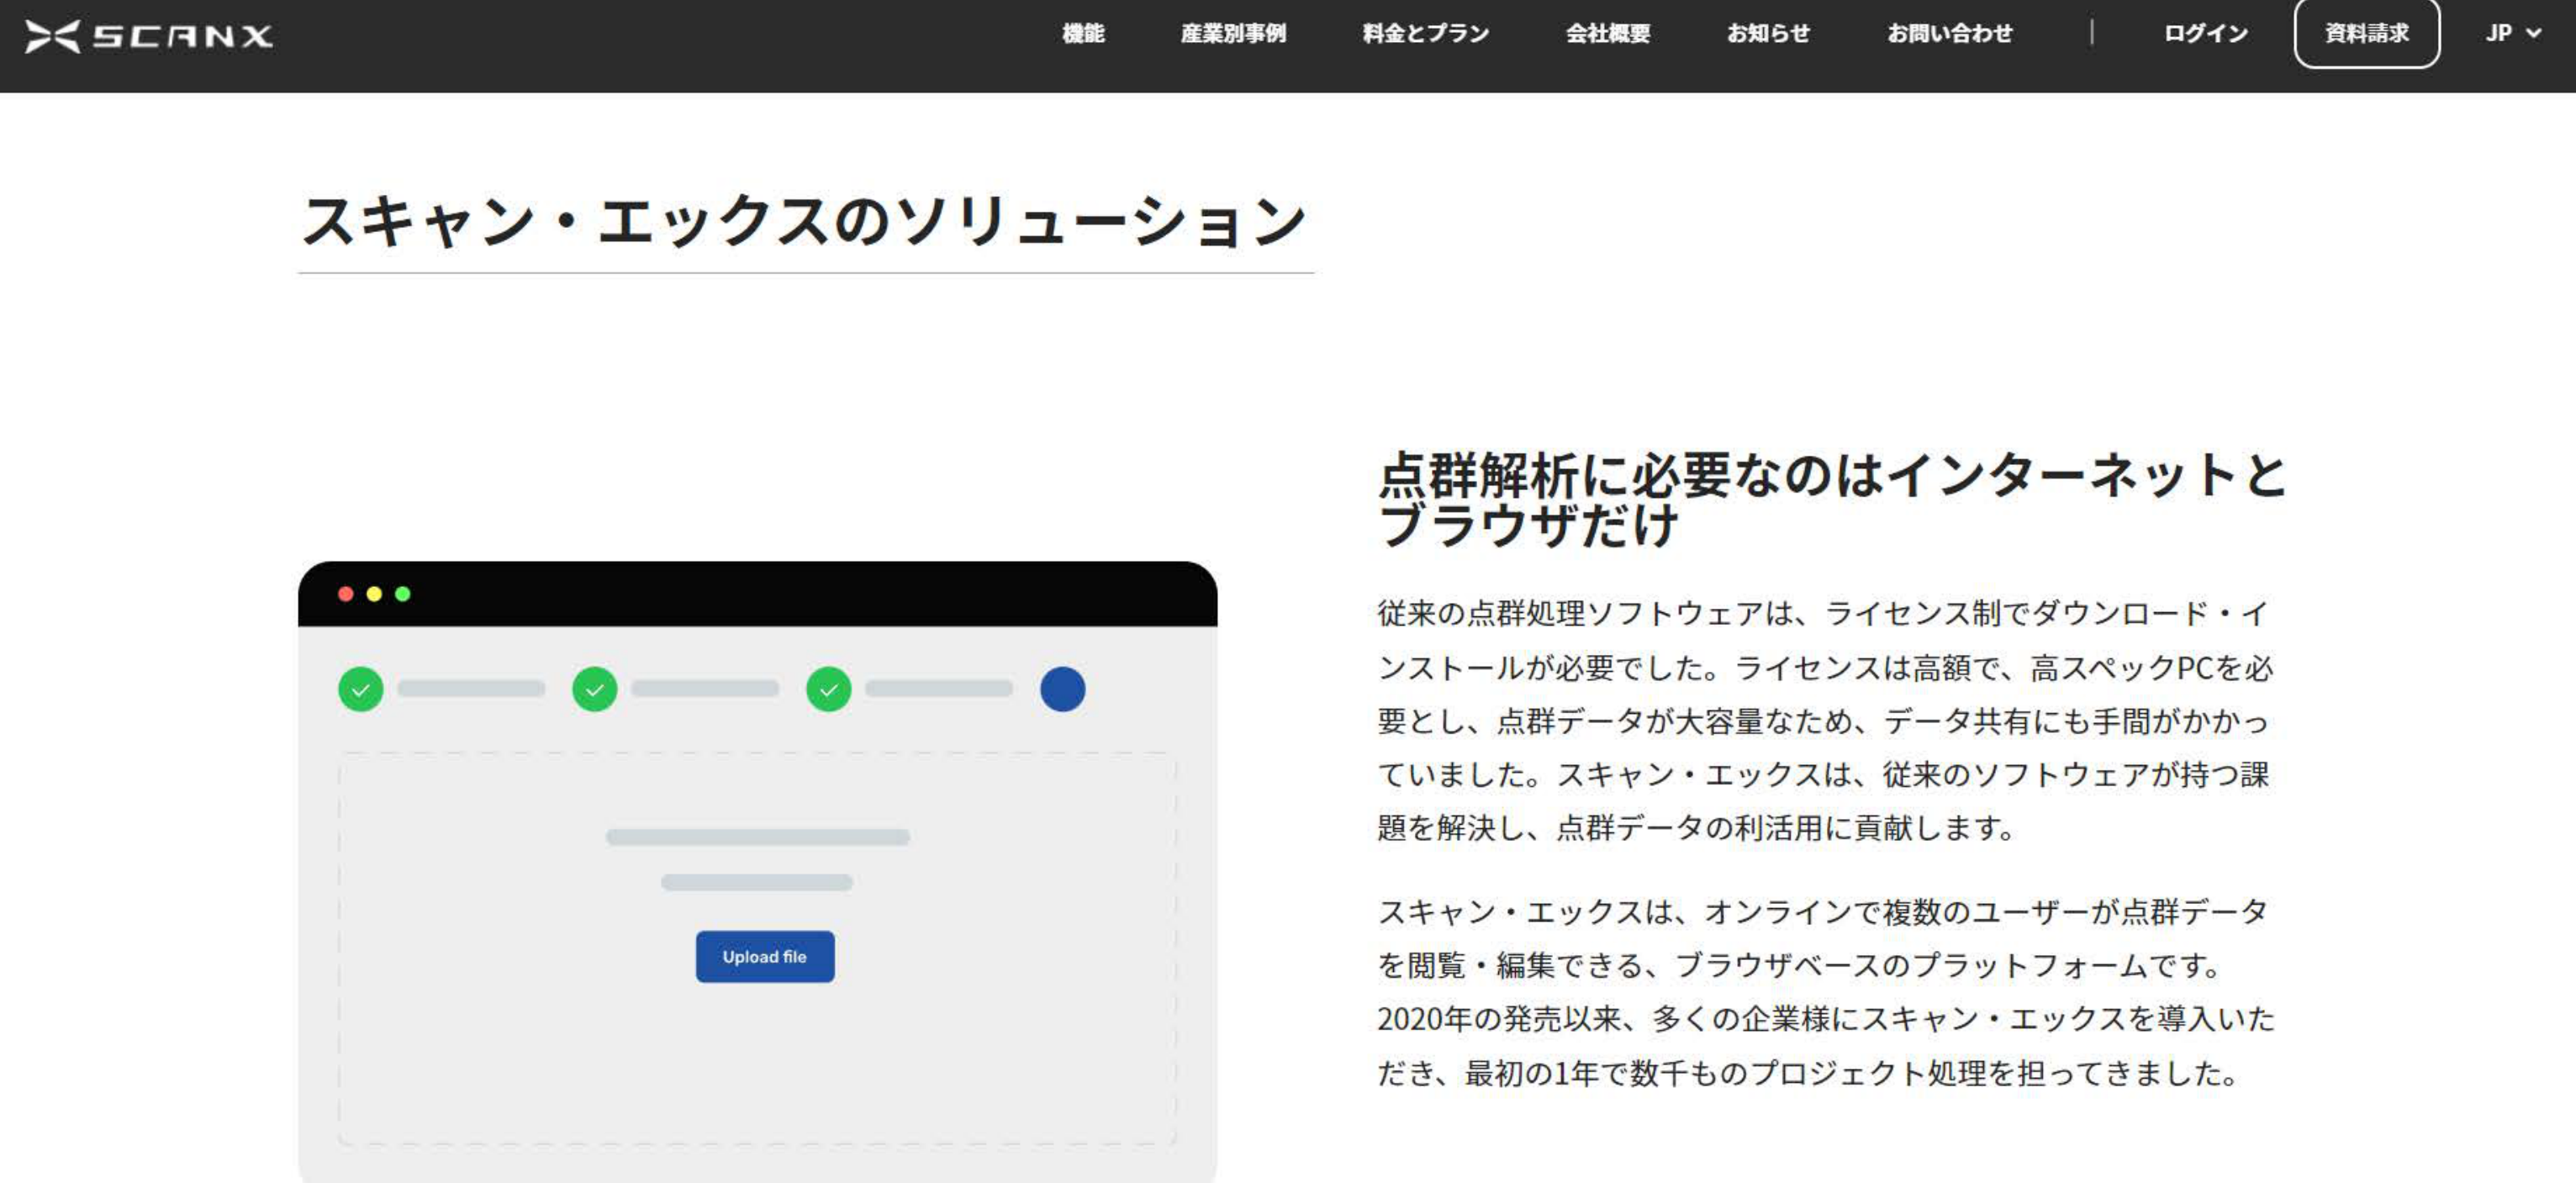 SCANX
機能 産業別事例 料金とプラン 会社概要 お知らせ お問い合わせ | ログイン 資料請求 JP
スキャン・エックスのソリューション
点群解析に必要なのはインターネットと
ブラウザだけ
従来の点群処理ソフトウェアは、ライセンス制でダウンロード・イ
ンストールが必要でした。ライセンスは高額で、高スペックPCを必
要とし、点群データが大容量なため、データ共有にも手間がかかっ
ていました。スキャン・エックスは、従来のソフトウェアが持つ課
題を解決し、点群データの利活用に貢献します。
スキャン・エックスは、オンラインで複数のユーザーが点群データ
を閲覧・編集できる、ブラウザベースのプラットフォームです。
2020年の発売以来、多くの企業様にスキャン・エックスを導入いた
だき、最初の1年で数千ものプロジェクト処理を担ってきました。
Upload file